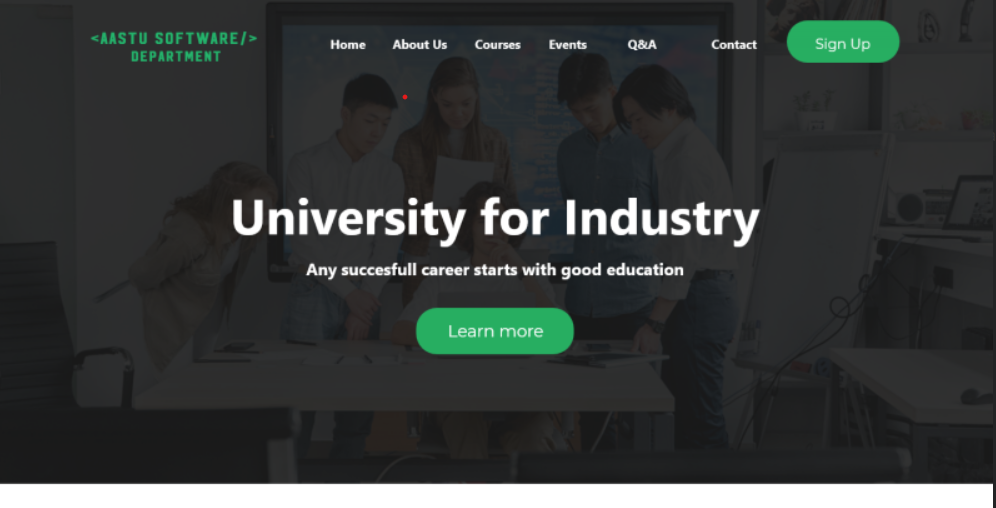 <AASTU SOFTWARE/>
DEPARTMENT
Home About Us Courses Events Q&A Contact Sign Up
University for Industry
Any succesfull career starts with good education
Learn more